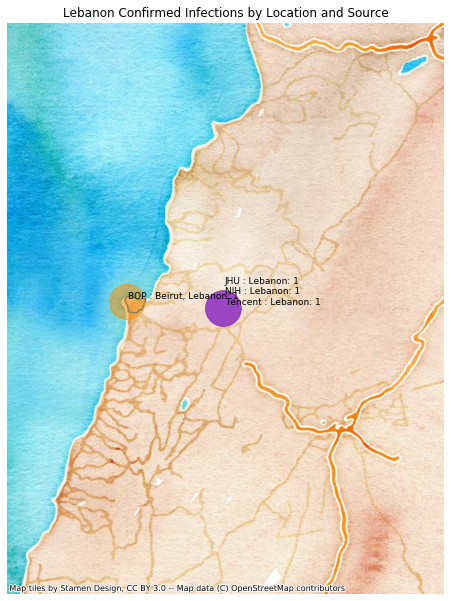 Lebanon Confirmed Infections by Location and Source
JHU : Lebanon: 1
NIH : Lebanon: 1
BOP : Beirut, Lebanon: 1
Tencent : Lebanon: 1
Map tiles by Stamen Design, CC BY 3.0 -- Map data (C) OpenStreetMap contributors